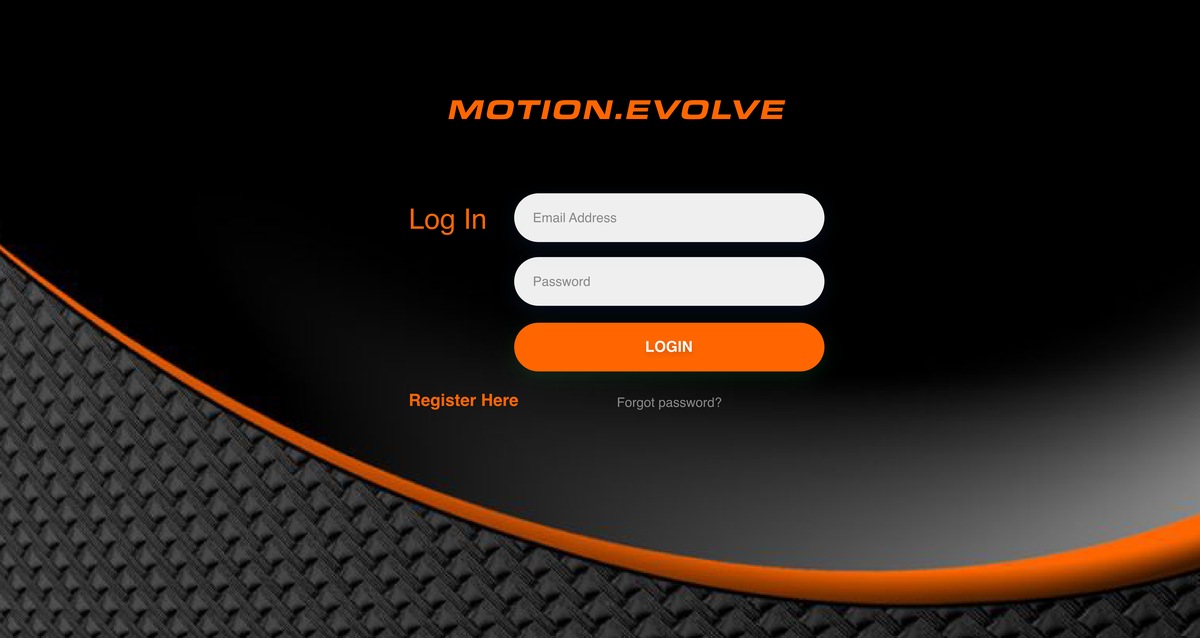 MOTION.EVOLVE
Log In
Email Address
Password
LOGIN
Register Here
Forgot password?